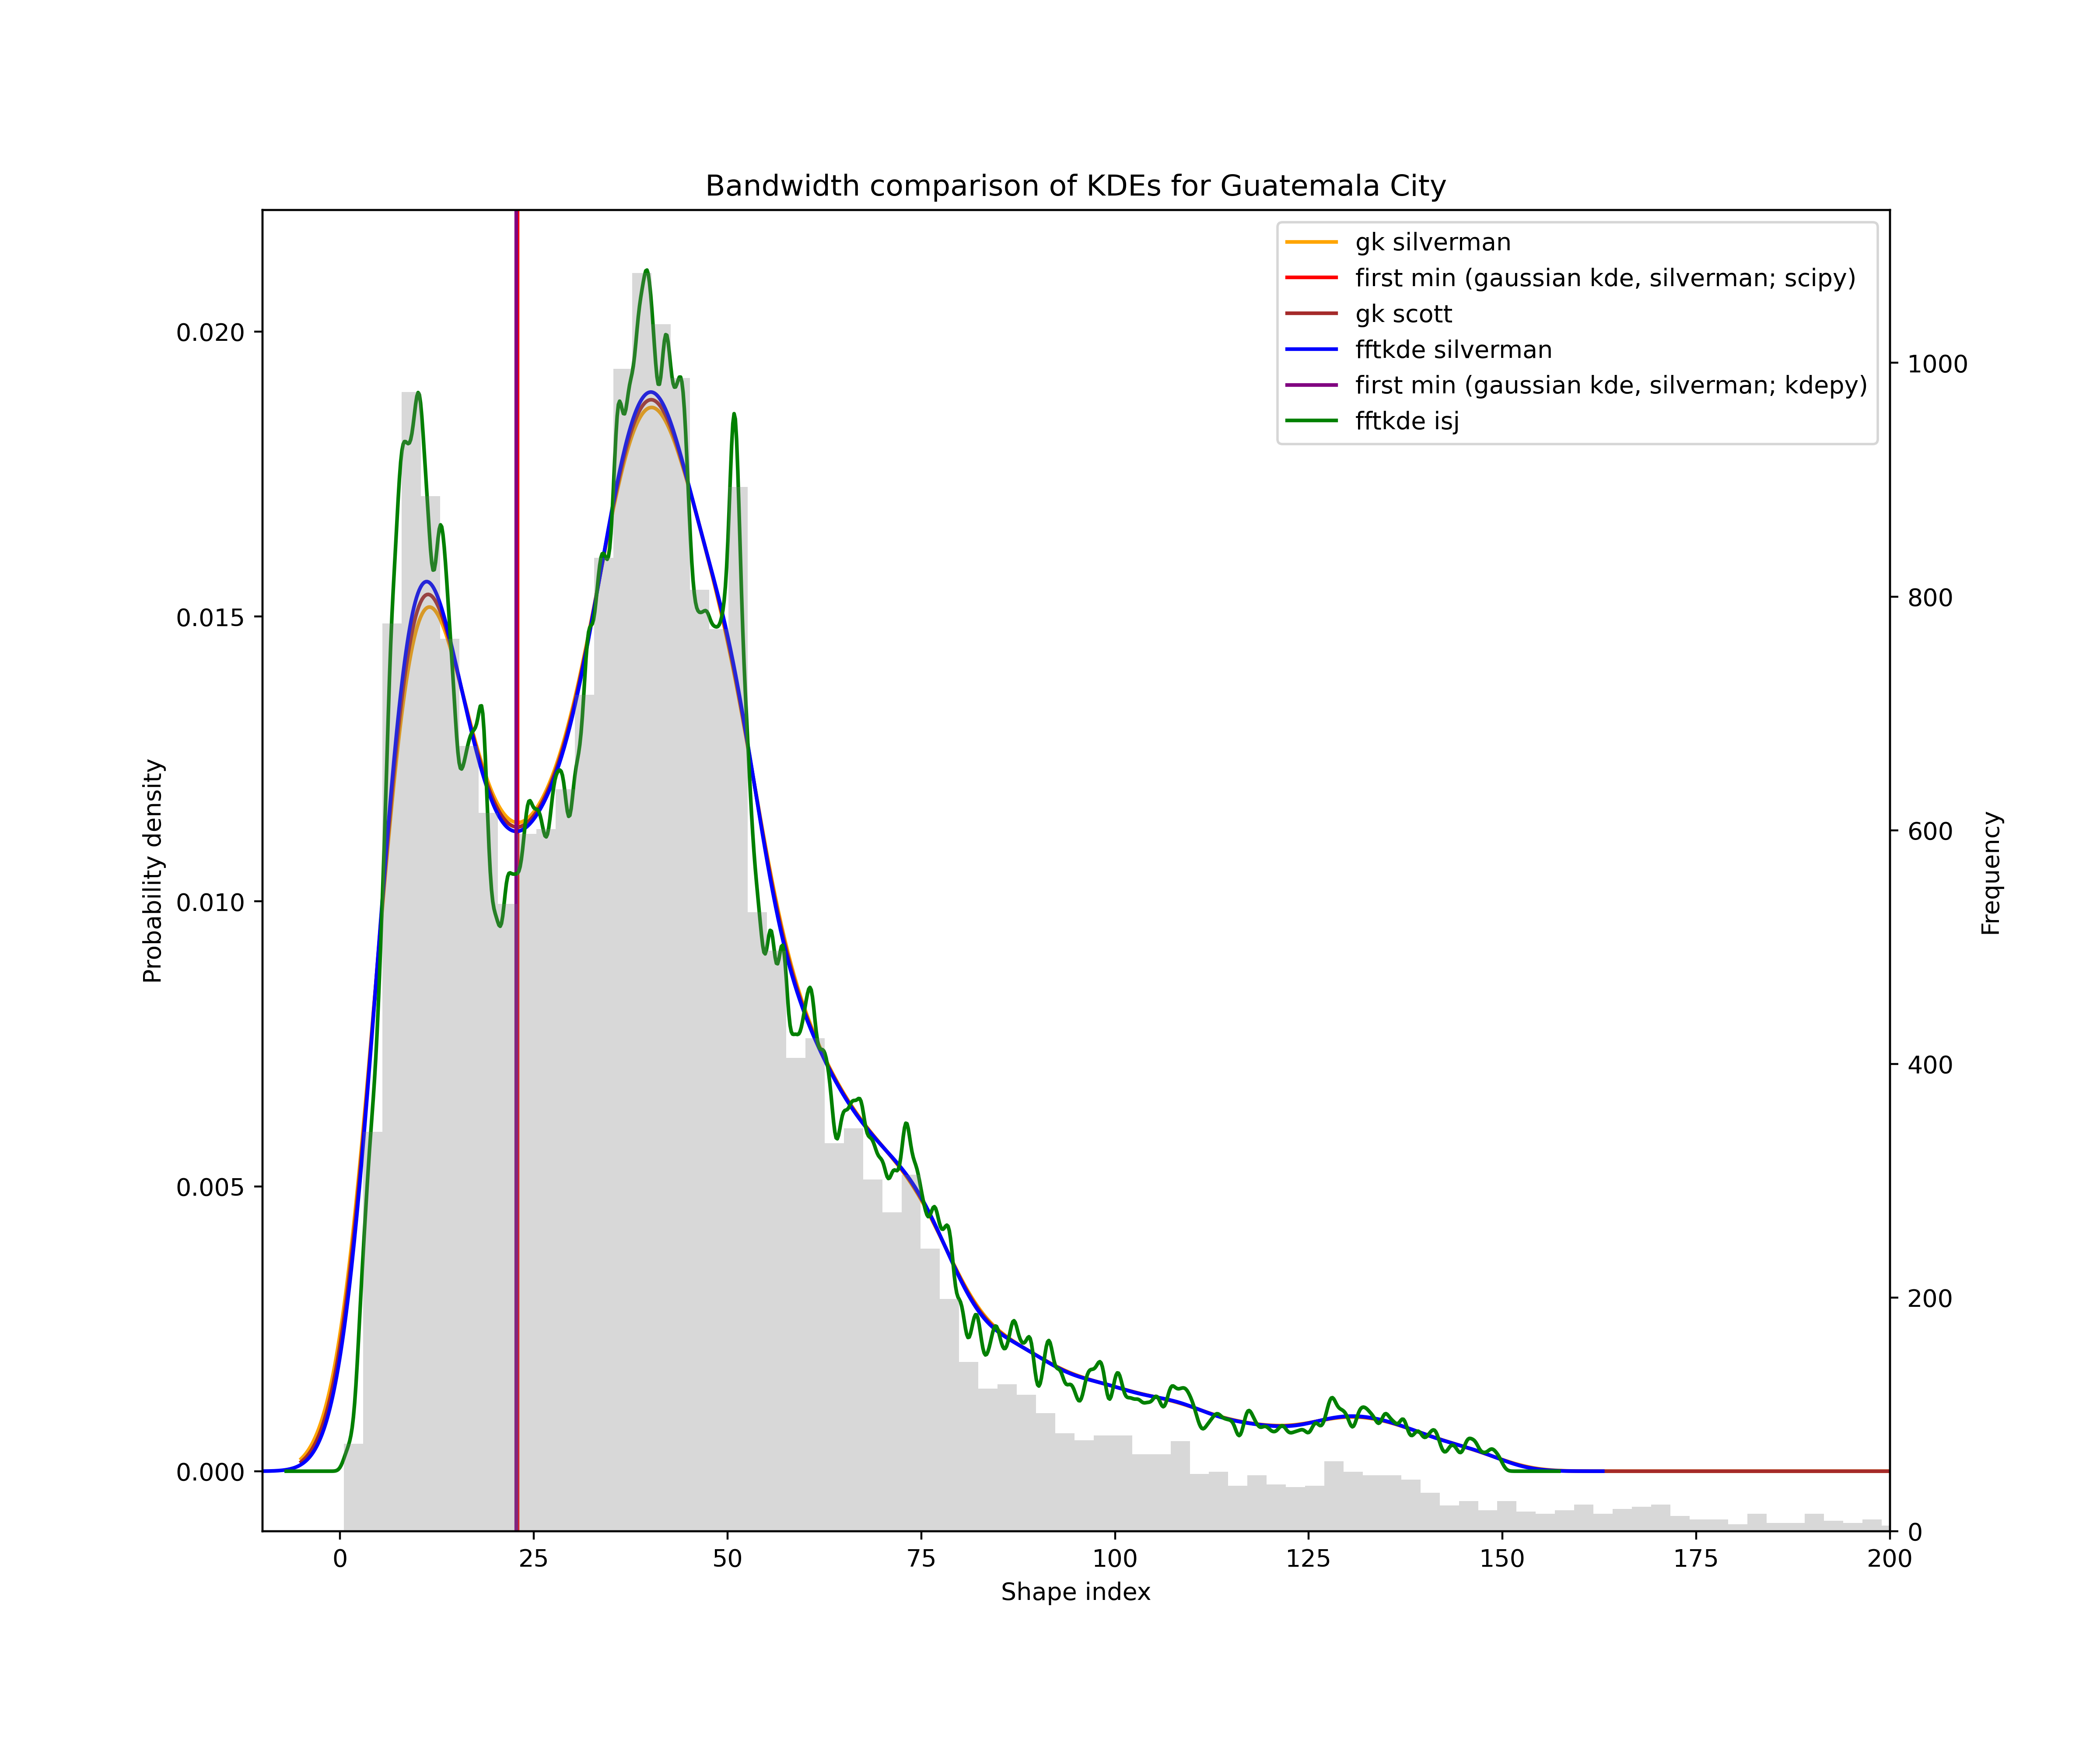 Bandwidth comparison of KDEs for Guatemala City
gk silverman
first min (gaussian kde, silverman; scipy)
gk scott
fftkde silverman
first min (gaussian kde, silverman; kdepy)
fftkde isj
0.020
0.015
0.010
0.005
0.000
Probability density
1000
800
600
400
200
0
Frequency
0 25 50 75 100 125 150 175 200
Shape index